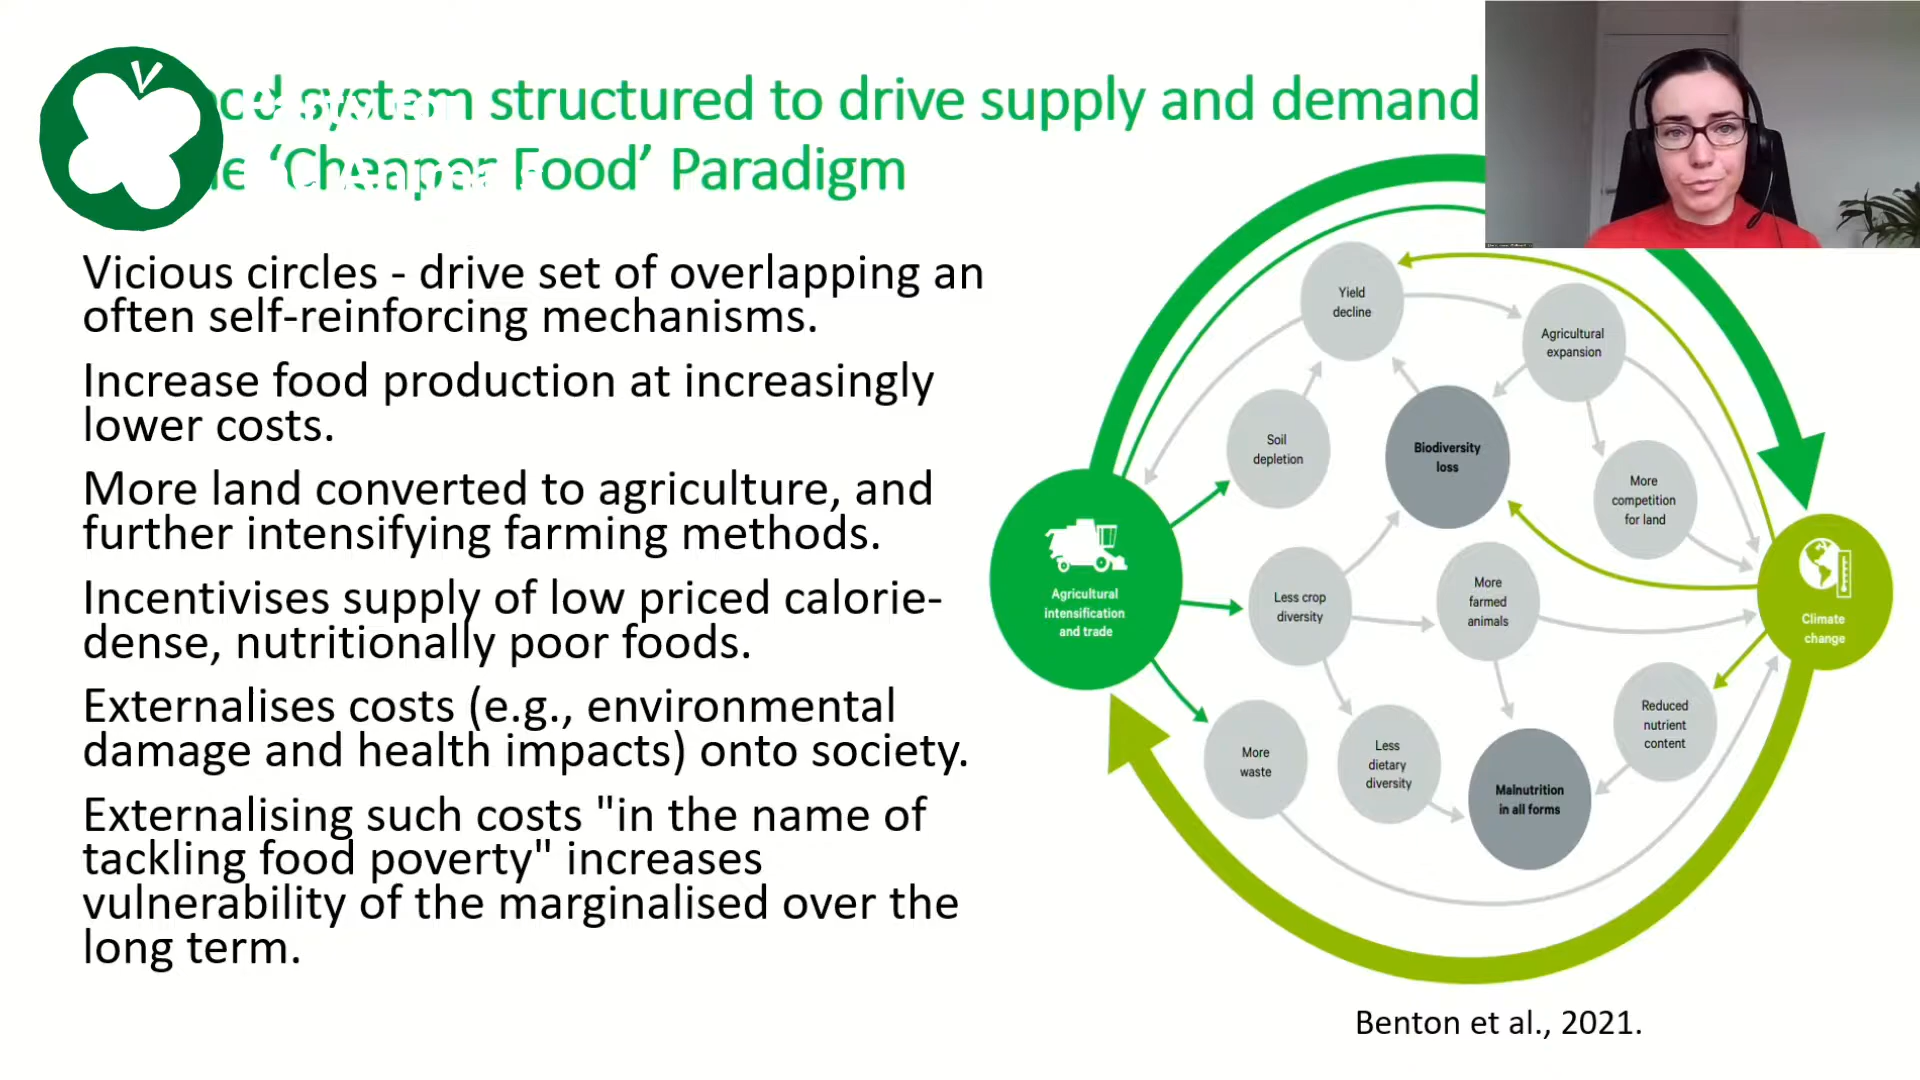 system structured to drive supply and demand
‘Cheaper Food’ Paradigm
Vicious circles - drive set of overlapping an
often self-reinforcing mechanisms.
Increase food production at increasingly
lower costs.
More land converted to agriculture, and
further intensifying farming methods.
Incentivises supply of low priced calorie-
dense, nutritionally poor foods.
Externalises costs (e.g., environmental
damage and health impacts) onto society.
Externalising such costs "in the name of
tackling food poverty" increases
vulnerability of the marginalised over the
long term.
Yield
decline
Agricultural
expansion
Soil
depletion
Biodiversity
loss
More
competition
for land
Agricultural
intensification
and trade
Less crop
diversity
More
farmed
animals
Climate
change
Reduced
nutrient
content
More
waste
Less
dietary
diversity
Malnutrition
in all forms
Benton et al., 2021.